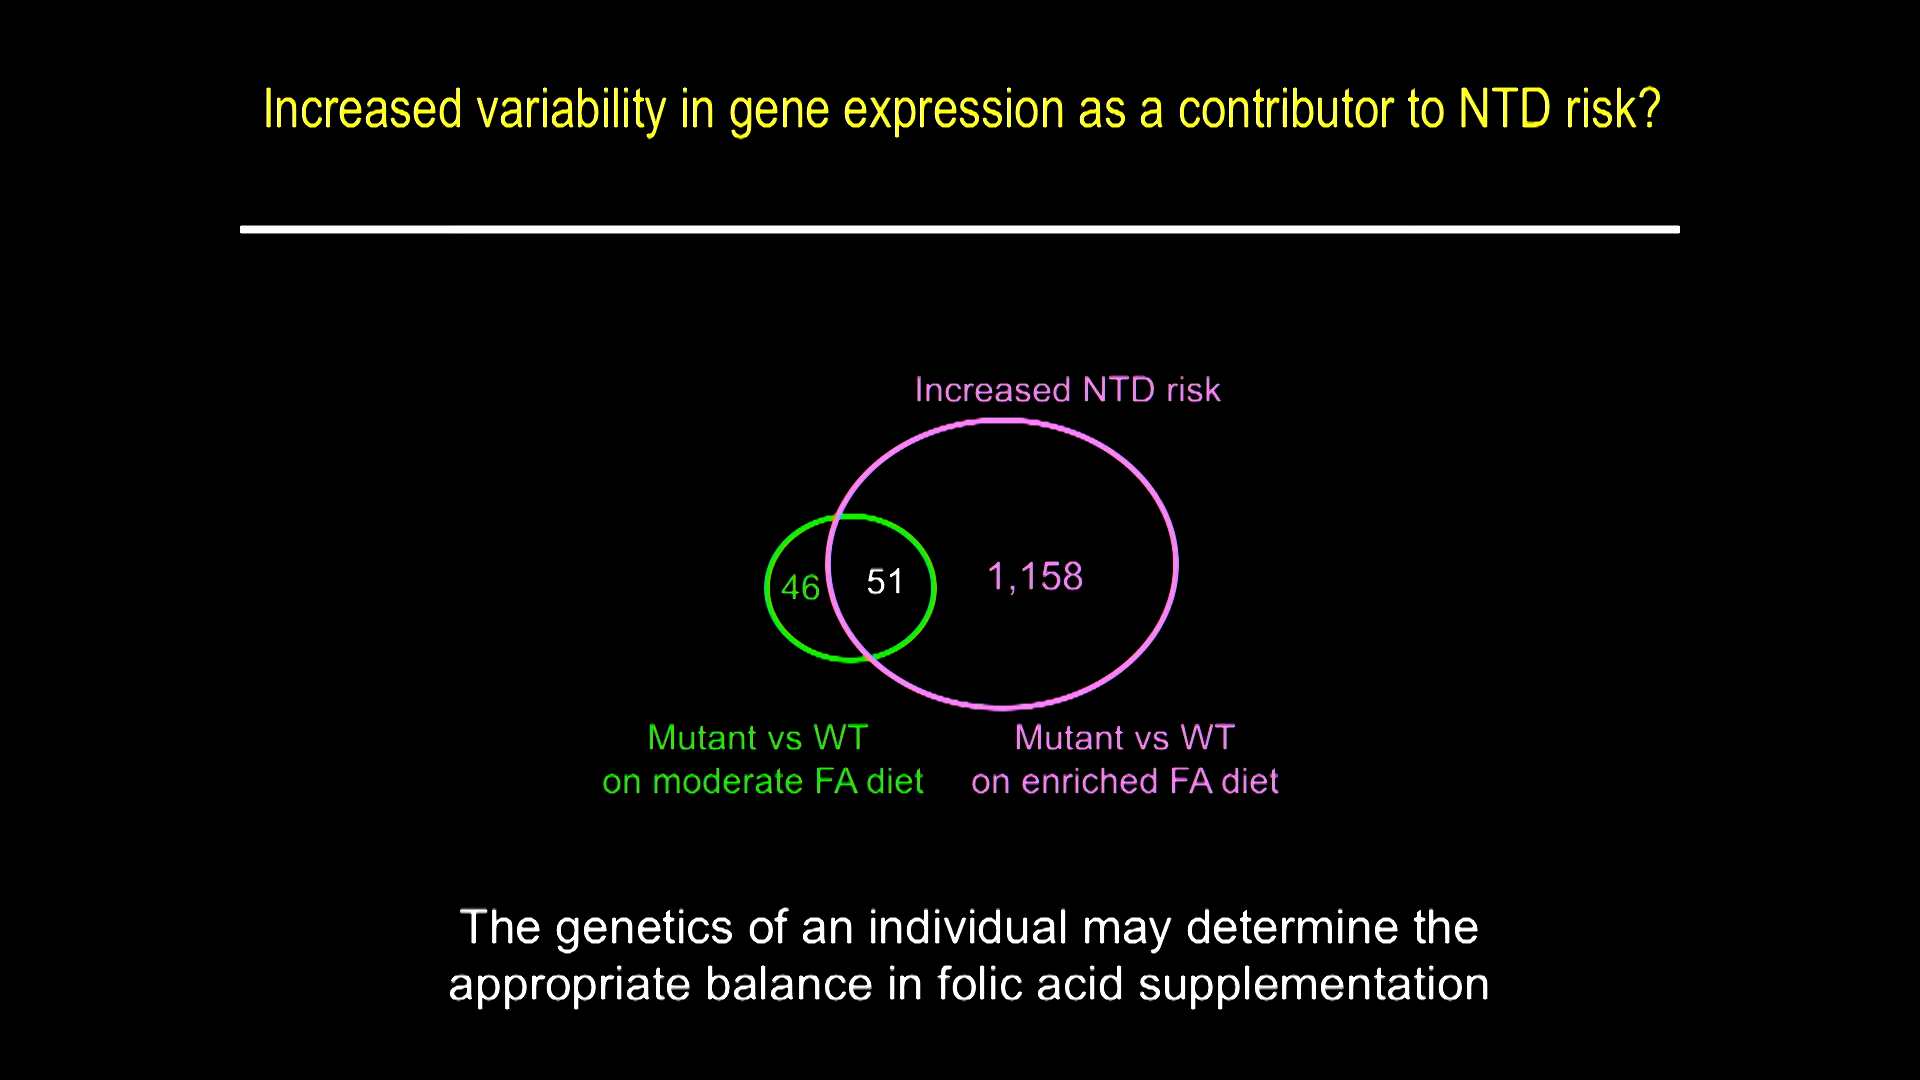 Increased variability in gene expression as a contributor to NTD risk?
Increased NTD risk
46
51
1,158
Mutant vs WT
on moderate FA diet
Mutant vs WT
on enriched FA diet
The genetics of an individual may determine the
appropriate balance in folic acid supplementation